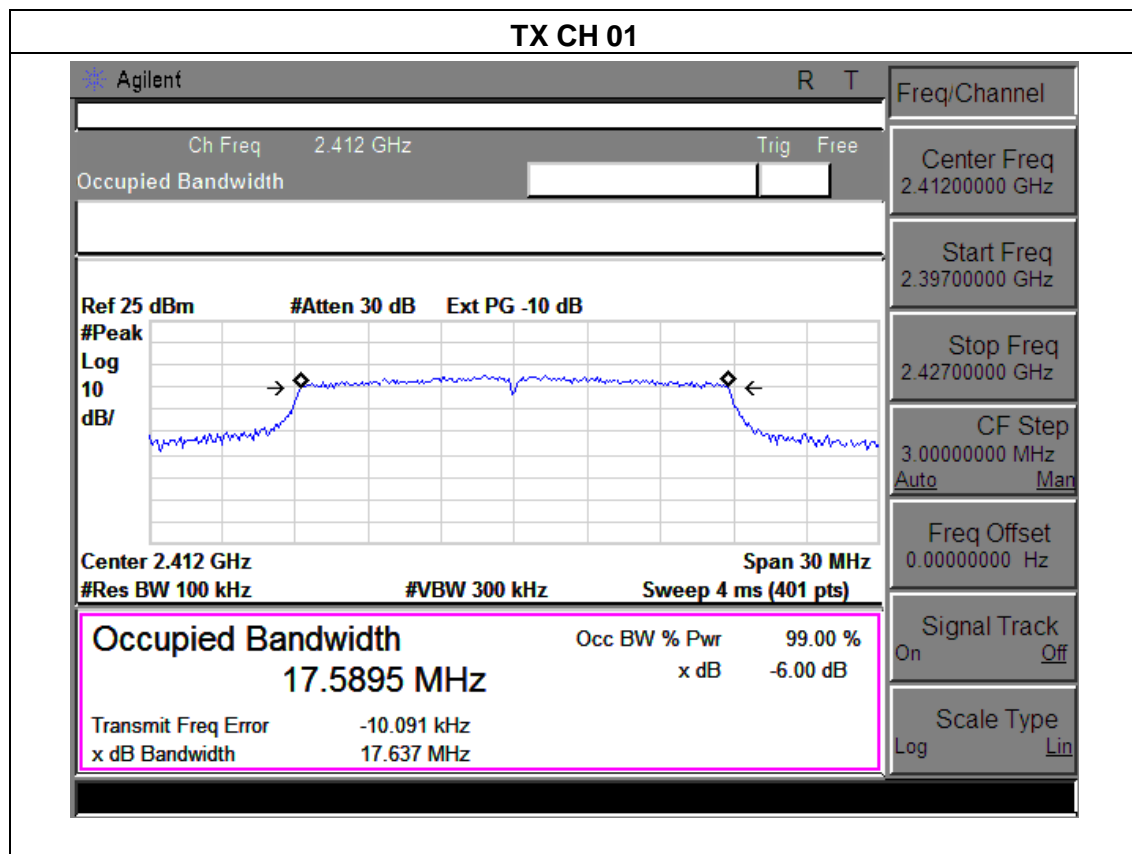 TX CH 01
Agilent R T
Ch Freq 2.412 GHz Trig Free
Occupied Bandwidth
Ref 25 dBm #Atten 30 dB Ext PG -10 dB
#Peak
Log
10
dB/
Center 2.412 GHz Span 30 MHz
#Res BW 100 kHz #VBW 300 kHz Sweep 4 ms (401 pts)
Occupied Bandwidth Occ BW % Pwr 99.00 %
17.5895 MHz x dB -6.00 dB
Transmit Freq Error -10.091 kHz
x dB Bandwidth 17.637 MHz
Freq/Channel
Center Freq
2.41200000 GHz
Start Freq
2.39700000 GHz
Stop Freq
2.42700000 GHz
CF Step
3.00000000 MHz
Auto Man
Freq Offset
0.00000000 Hz
Signal Track
On Off
Scale Type
Log Lin